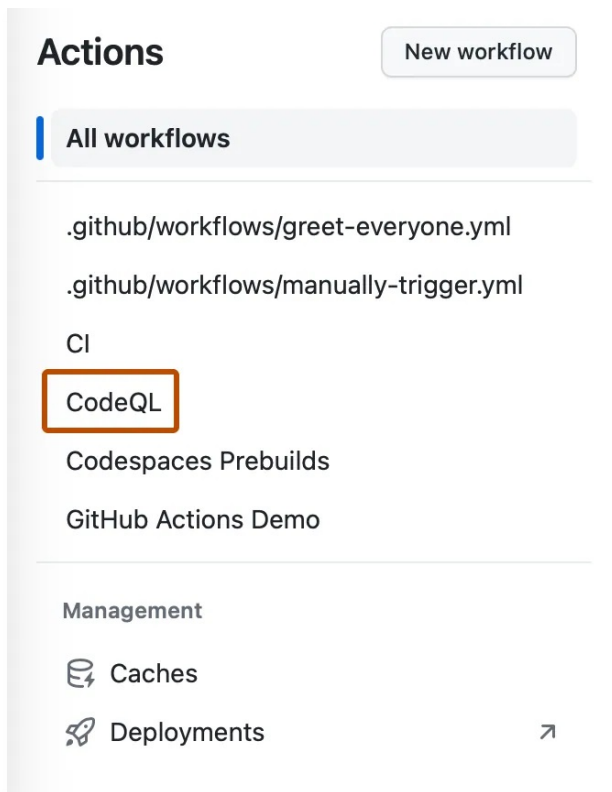 Actions
New workflow
All workflows
.github/workflows/greet-everyone.yml
.github/workflows/manually-trigger.yml
CI
CodeQL
Codespaces Prebuilds
GitHub Actions Demo
Management
Caches
Deployments